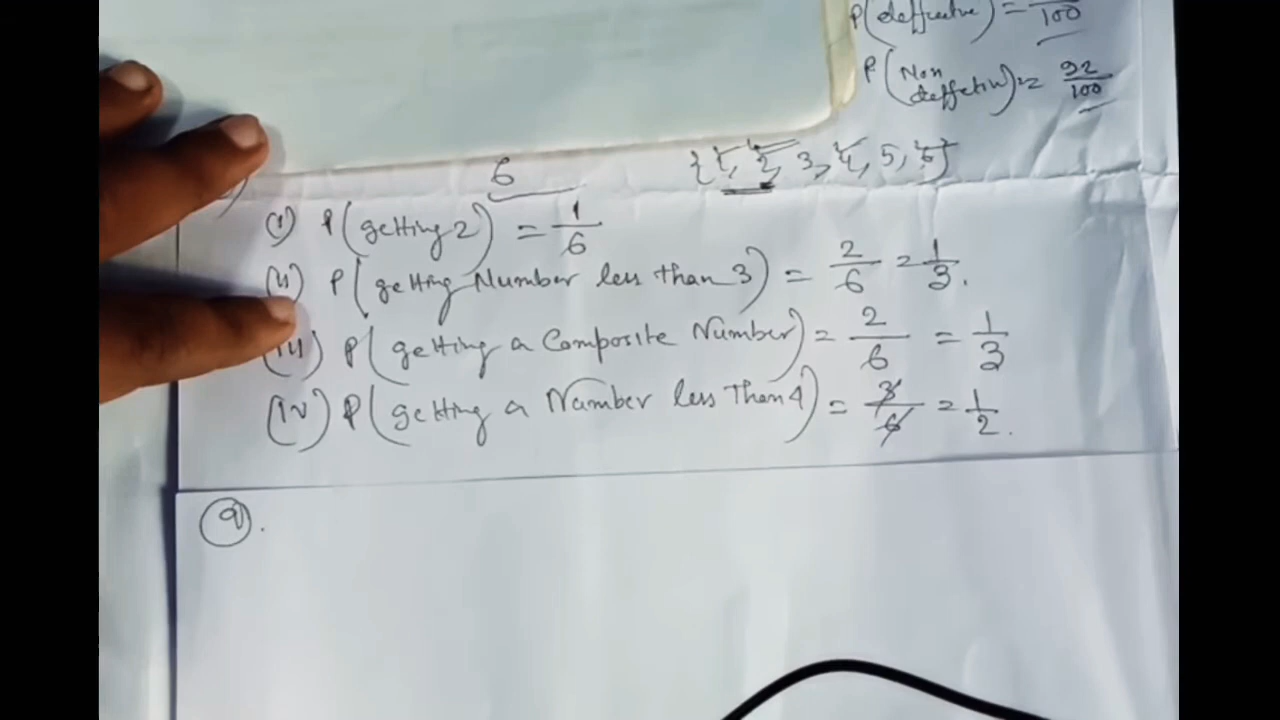 P(deffective) = /100
P(Non deffective) = 92/100
6 {1, 2, 3, 4, 5, 6}
(i) P(getting 2) = 1/6
(ii) P(getting Number less than 3) = 2/6 = 1/3.
(iii) P(getting a Composite Number) = 2/6 = 1/3
(iv) P(getting a Number less than 4) = 3/6 = 1/2.
9.